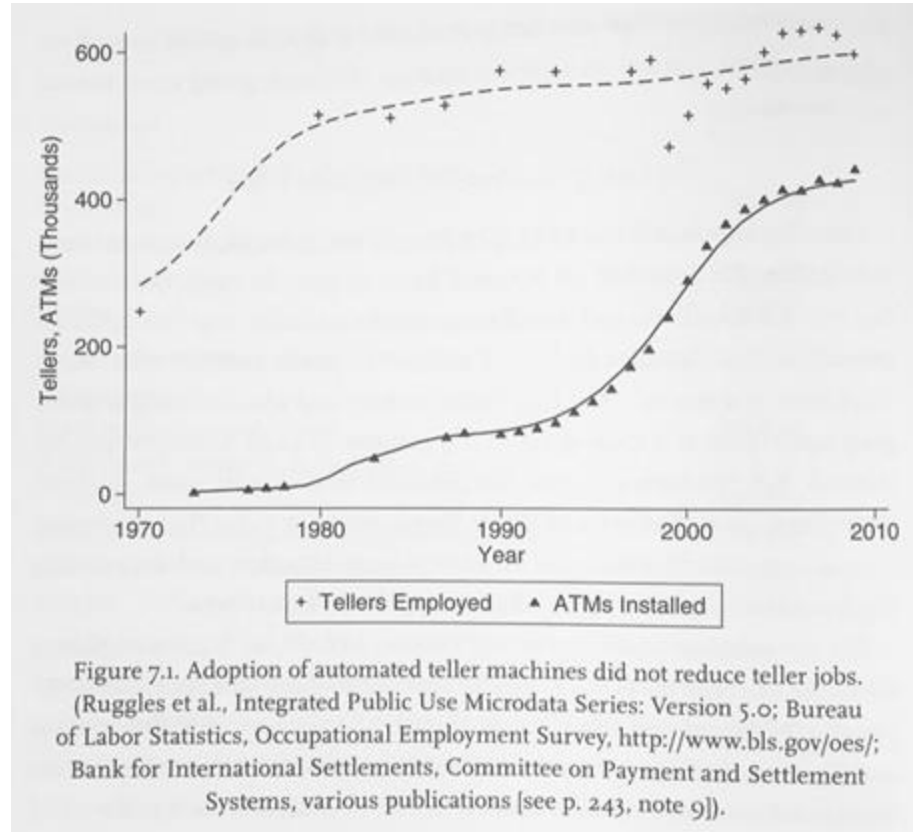 600
400
200
0
Tellers, ATMs (Thousands)
1970 1980 1990 2000 2010
Year
+ Tellers Employed ▲ ATMs Installed
Figure 7.1. Adoption of automated teller machines did not reduce teller jobs.
(Ruggles et al., Integrated Public Use Microdata Series: Version 5.0; Bureau
of Labor Statistics, Occupational Employment Survey, http://www.bls.gov/oes/;
Bank for International Settlements, Committee on Payment and Settlement
Systems, various publications [see p. 243, note 9]).